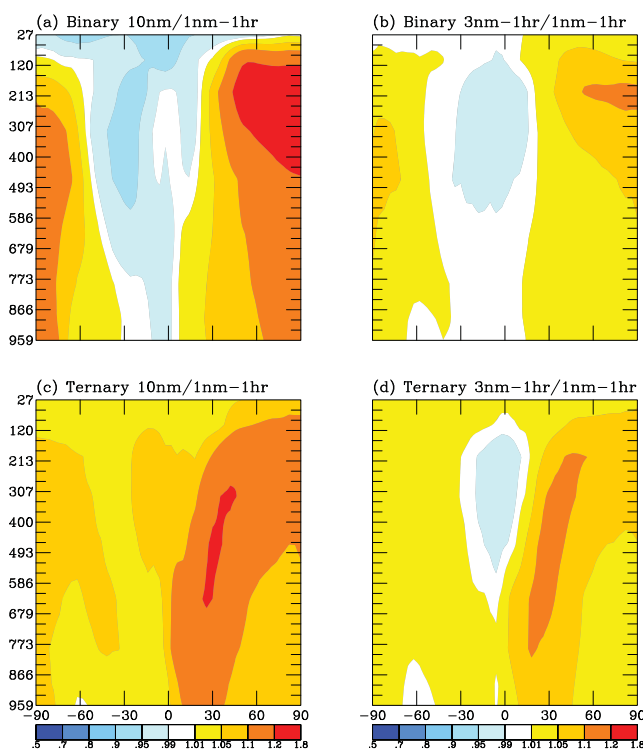 (a) Binary 10nm/1nm-1hr
(b) Binary 3nm-1hr/1nm-1hr
27
120
213
307
400
493
586
679
773
866
959
(c) Ternary 10nm/1nm-1hr
(d) Ternary 3nm-1hr/1nm-1hr
27
120
213
307
400
493
586
679
773
866
959
-90 -30 0 30 60 90
-90 -60 -30 0 30 60 90
.5 .7 .8 .9 .95 .99 1.01 1.05 1.1 1.2 1.8
.5 .7 .8 .9 .95 .99 1.01 1.05 1.1 1.2 1.8